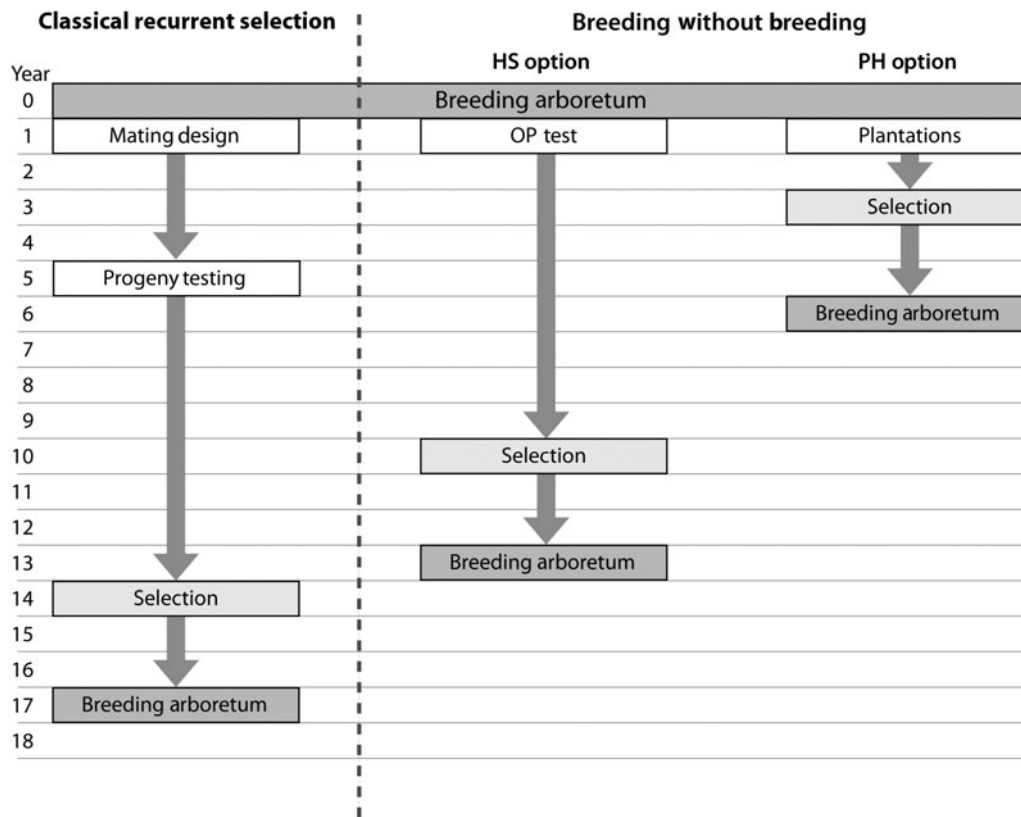 Classical recurrent selection
Breeding without breeding
HS option
PH option
Year
0
Breeding arboretum
1
Mating design
OP test
Plantations
2
3
Selection
4
5
Progeny testing
6
Breeding arboretum
7
8
9
10
Selection
11
12
13
Breeding arboretum
14
Selection
15
16
17
Breeding arboretum
18